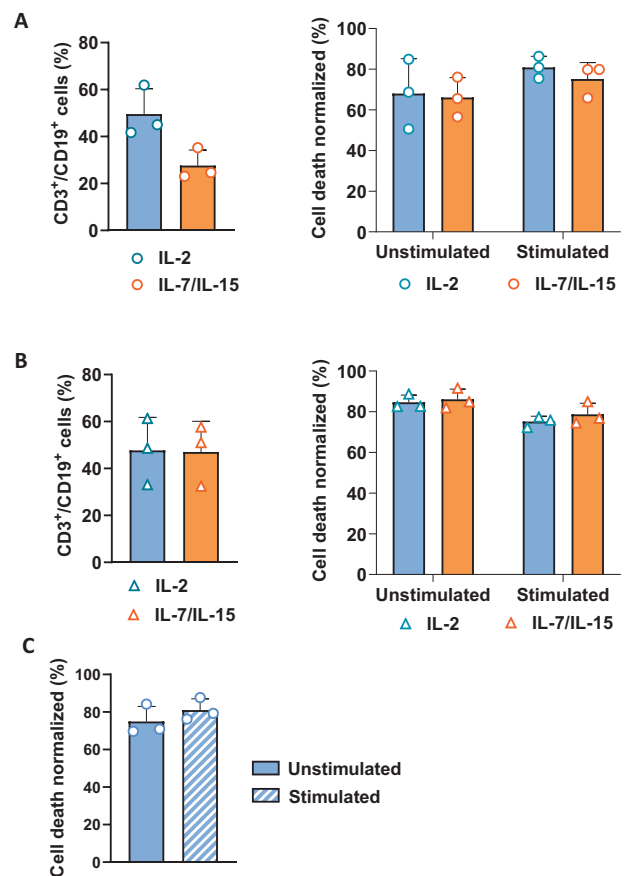 A
CD3⁺/CD19⁺ cells (%)
80
60
40
20
0
IL-2
IL-7/IL-15
Cell death normalized (%)
100
80
60
40
20
0
Unstimulated Stimulated
IL-2 IL-7/IL-15
B
CD3⁺/CD19⁺ cells (%)
80
60
40
20
0
IL-2
IL-7/IL-15
Cell death normalized (%)
100
80
60
40
20
0
Unstimulated Stimulated
IL-2 IL-7/IL-15
C
Cell death normalized (%)
100
80
60
40
20
0
Unstimulated
Stimulated